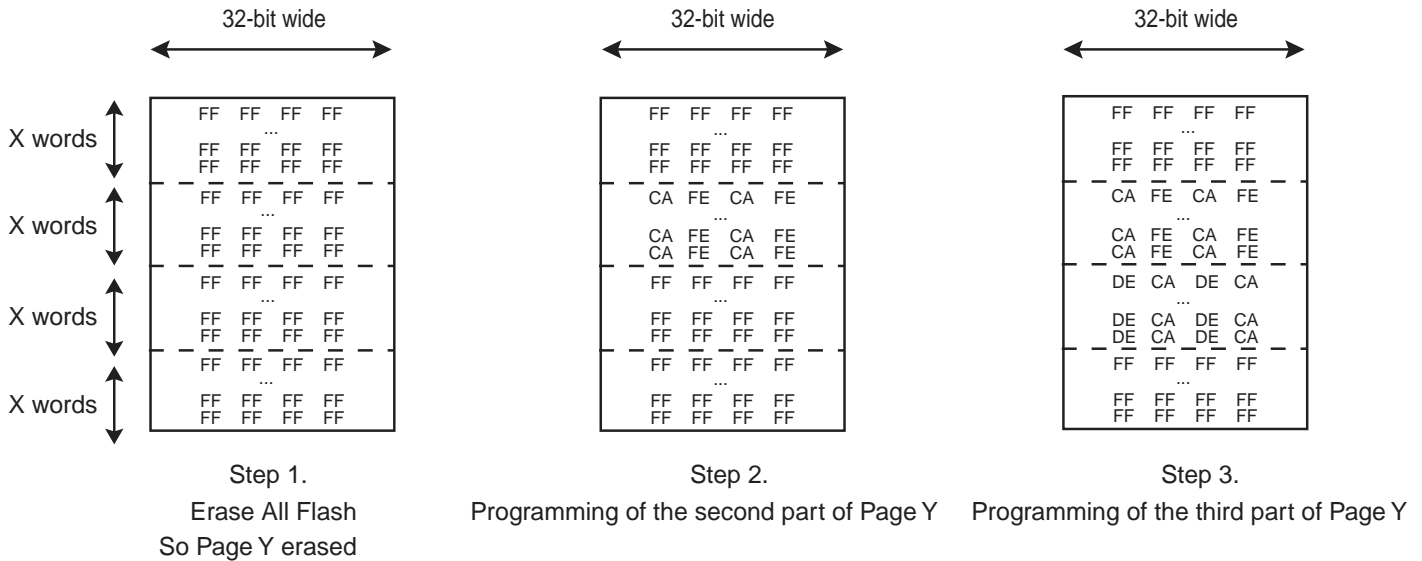 32-bit wide 32-bit wide 32-bit wide
X words
FF FF FF FF
...
FF FF FF FF
FF FF FF FF
X words
FF FF FF FF
...
FF FF FF FF
FF FF FF FF
X words
FF FF FF FF
...
FF FF FF FF
FF FF FF FF
X words
FF FF FF FF
...
FF FF FF FF
FF FF FF FF
Step 1.
Erase All Flash
So Page Y erased
FF FF FF FF
...
FF FF FF FF
FF FF FF FF
CA FE CA FE
...
CA FE CA FE
CA FE CA FE
FF FF FF FF
...
FF FF FF FF
FF FF FF FF
FF FF FF FF
...
FF FF FF FF
FF FF FF FF
Step 2.
Programming of the second part of Page Y
FF FF FF FF
...
FF FF FF FF
FF FF FF FF
CA FE CA FE
...
CA FE CA FE
CA FE CA FE
DE CA DE CA
...
DE CA DE CA
DE CA DE CA
FF FF FF FF
...
FF FF FF FF
FF FF FF FF
Step 3.
Programming of the third part of Page Y